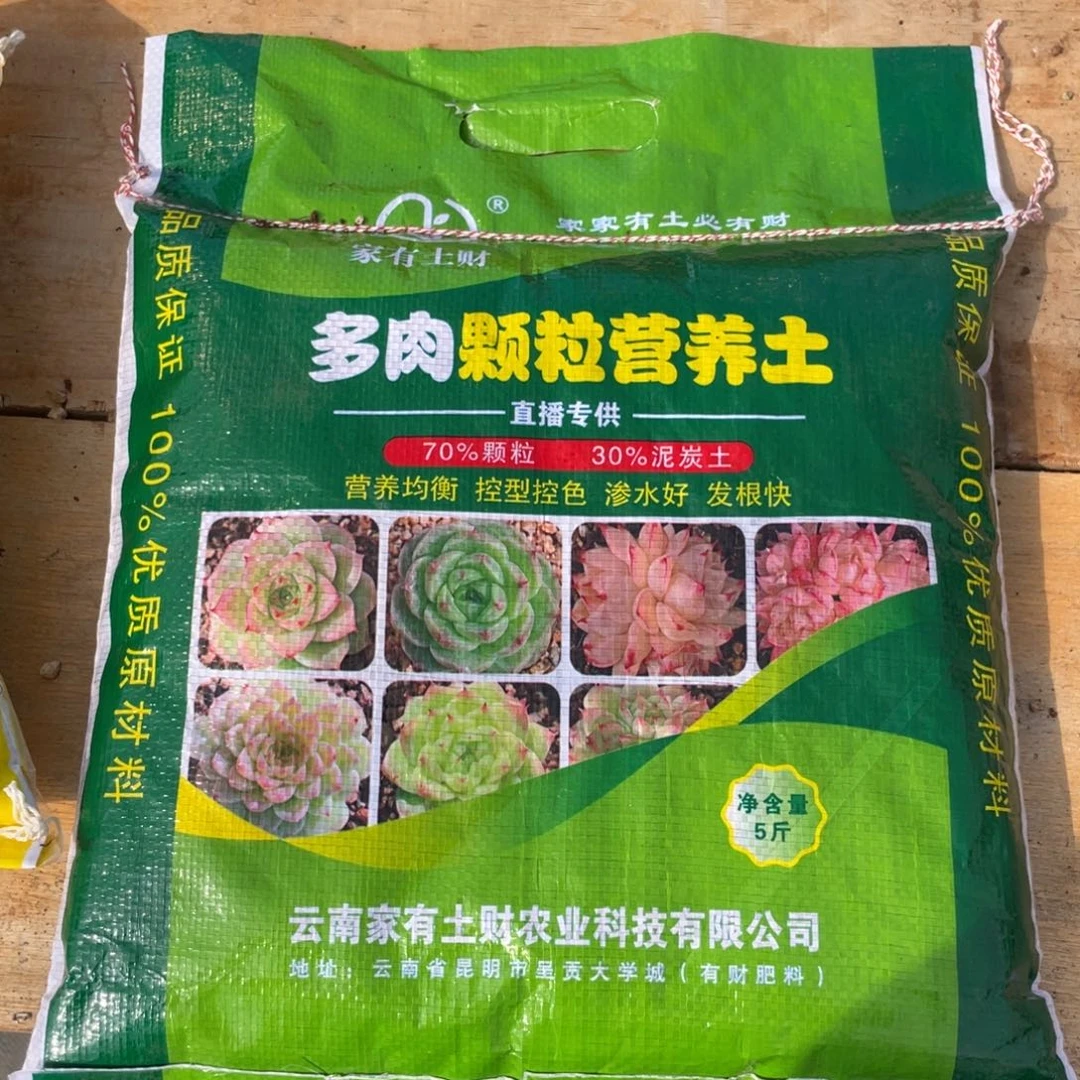 ®
家家有土必有财
家有土财
多肉颗粒营养土
直播专供
70%颗粒 30%泥炭土
营养均衡 控型控色 渗水好 发根快
品质保证 100%优质原材料
品质保证 100%优质原材料
净含量
5斤
云南家有土财农业科技有限公司
地址：云南省昆明市呈贡大学城（有财肥料）